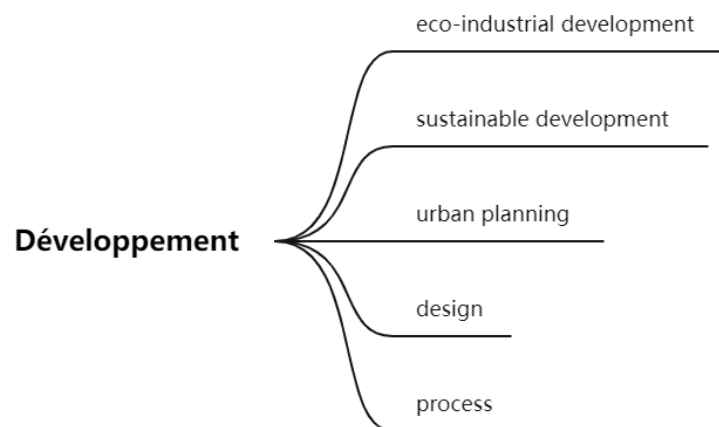 eco-industrial development
sustainable development
urban planning
Développement
design
process